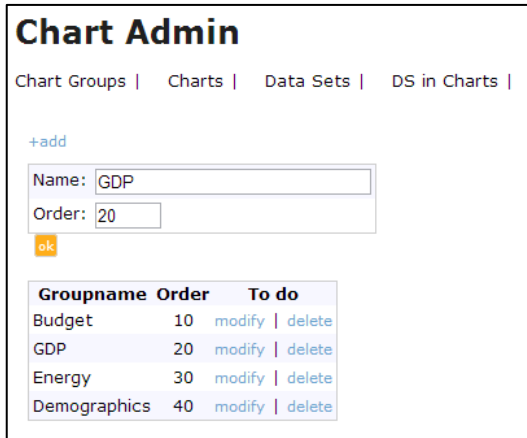 Chart Admin
Chart Groups | Charts | Data Sets | DS in Charts |
+add
Name: GDP
Order: 20
ok
Groupname Order To do
Budget 10 modify | delete
GDP 20 modify | delete
Energy 30 modify | delete
Demographics 40 modify | delete